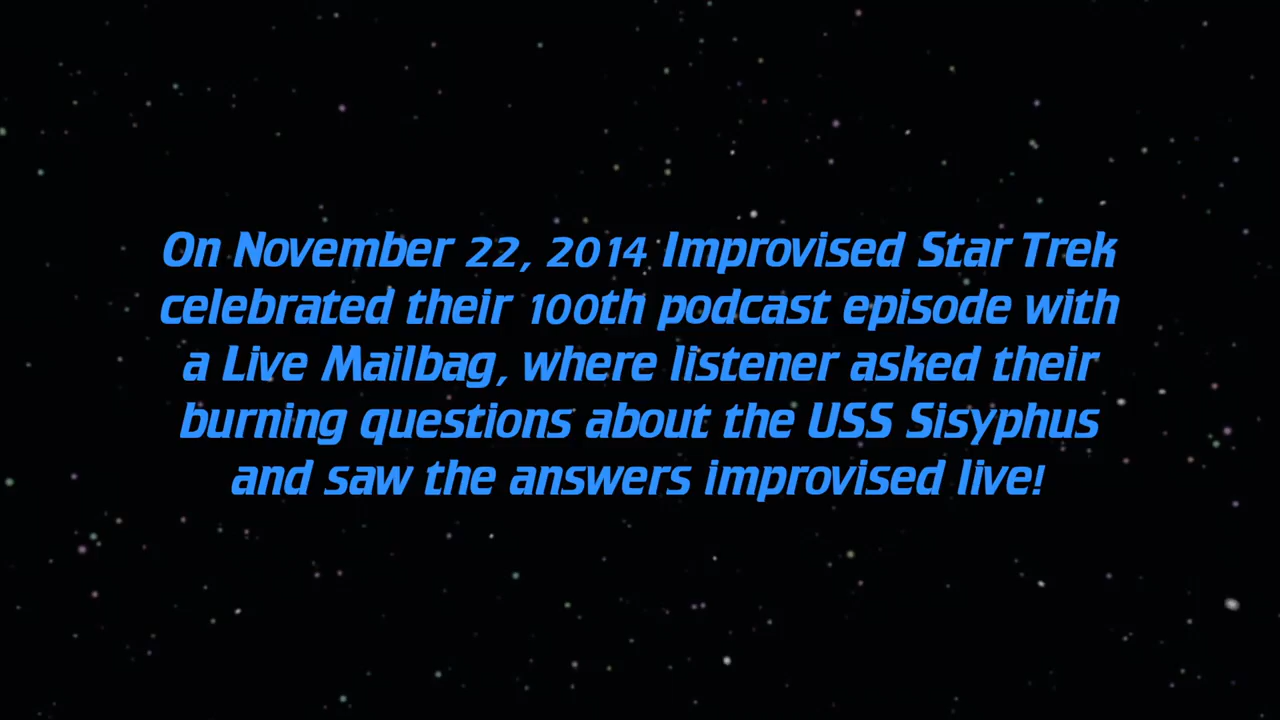 On November 22, 2014 Improvised Star Trek
celebrated their 100th podcast episode with
a Live Mailbag, where listener asked their
burning questions about the USS Sisyphus
and saw the answers improvised live!